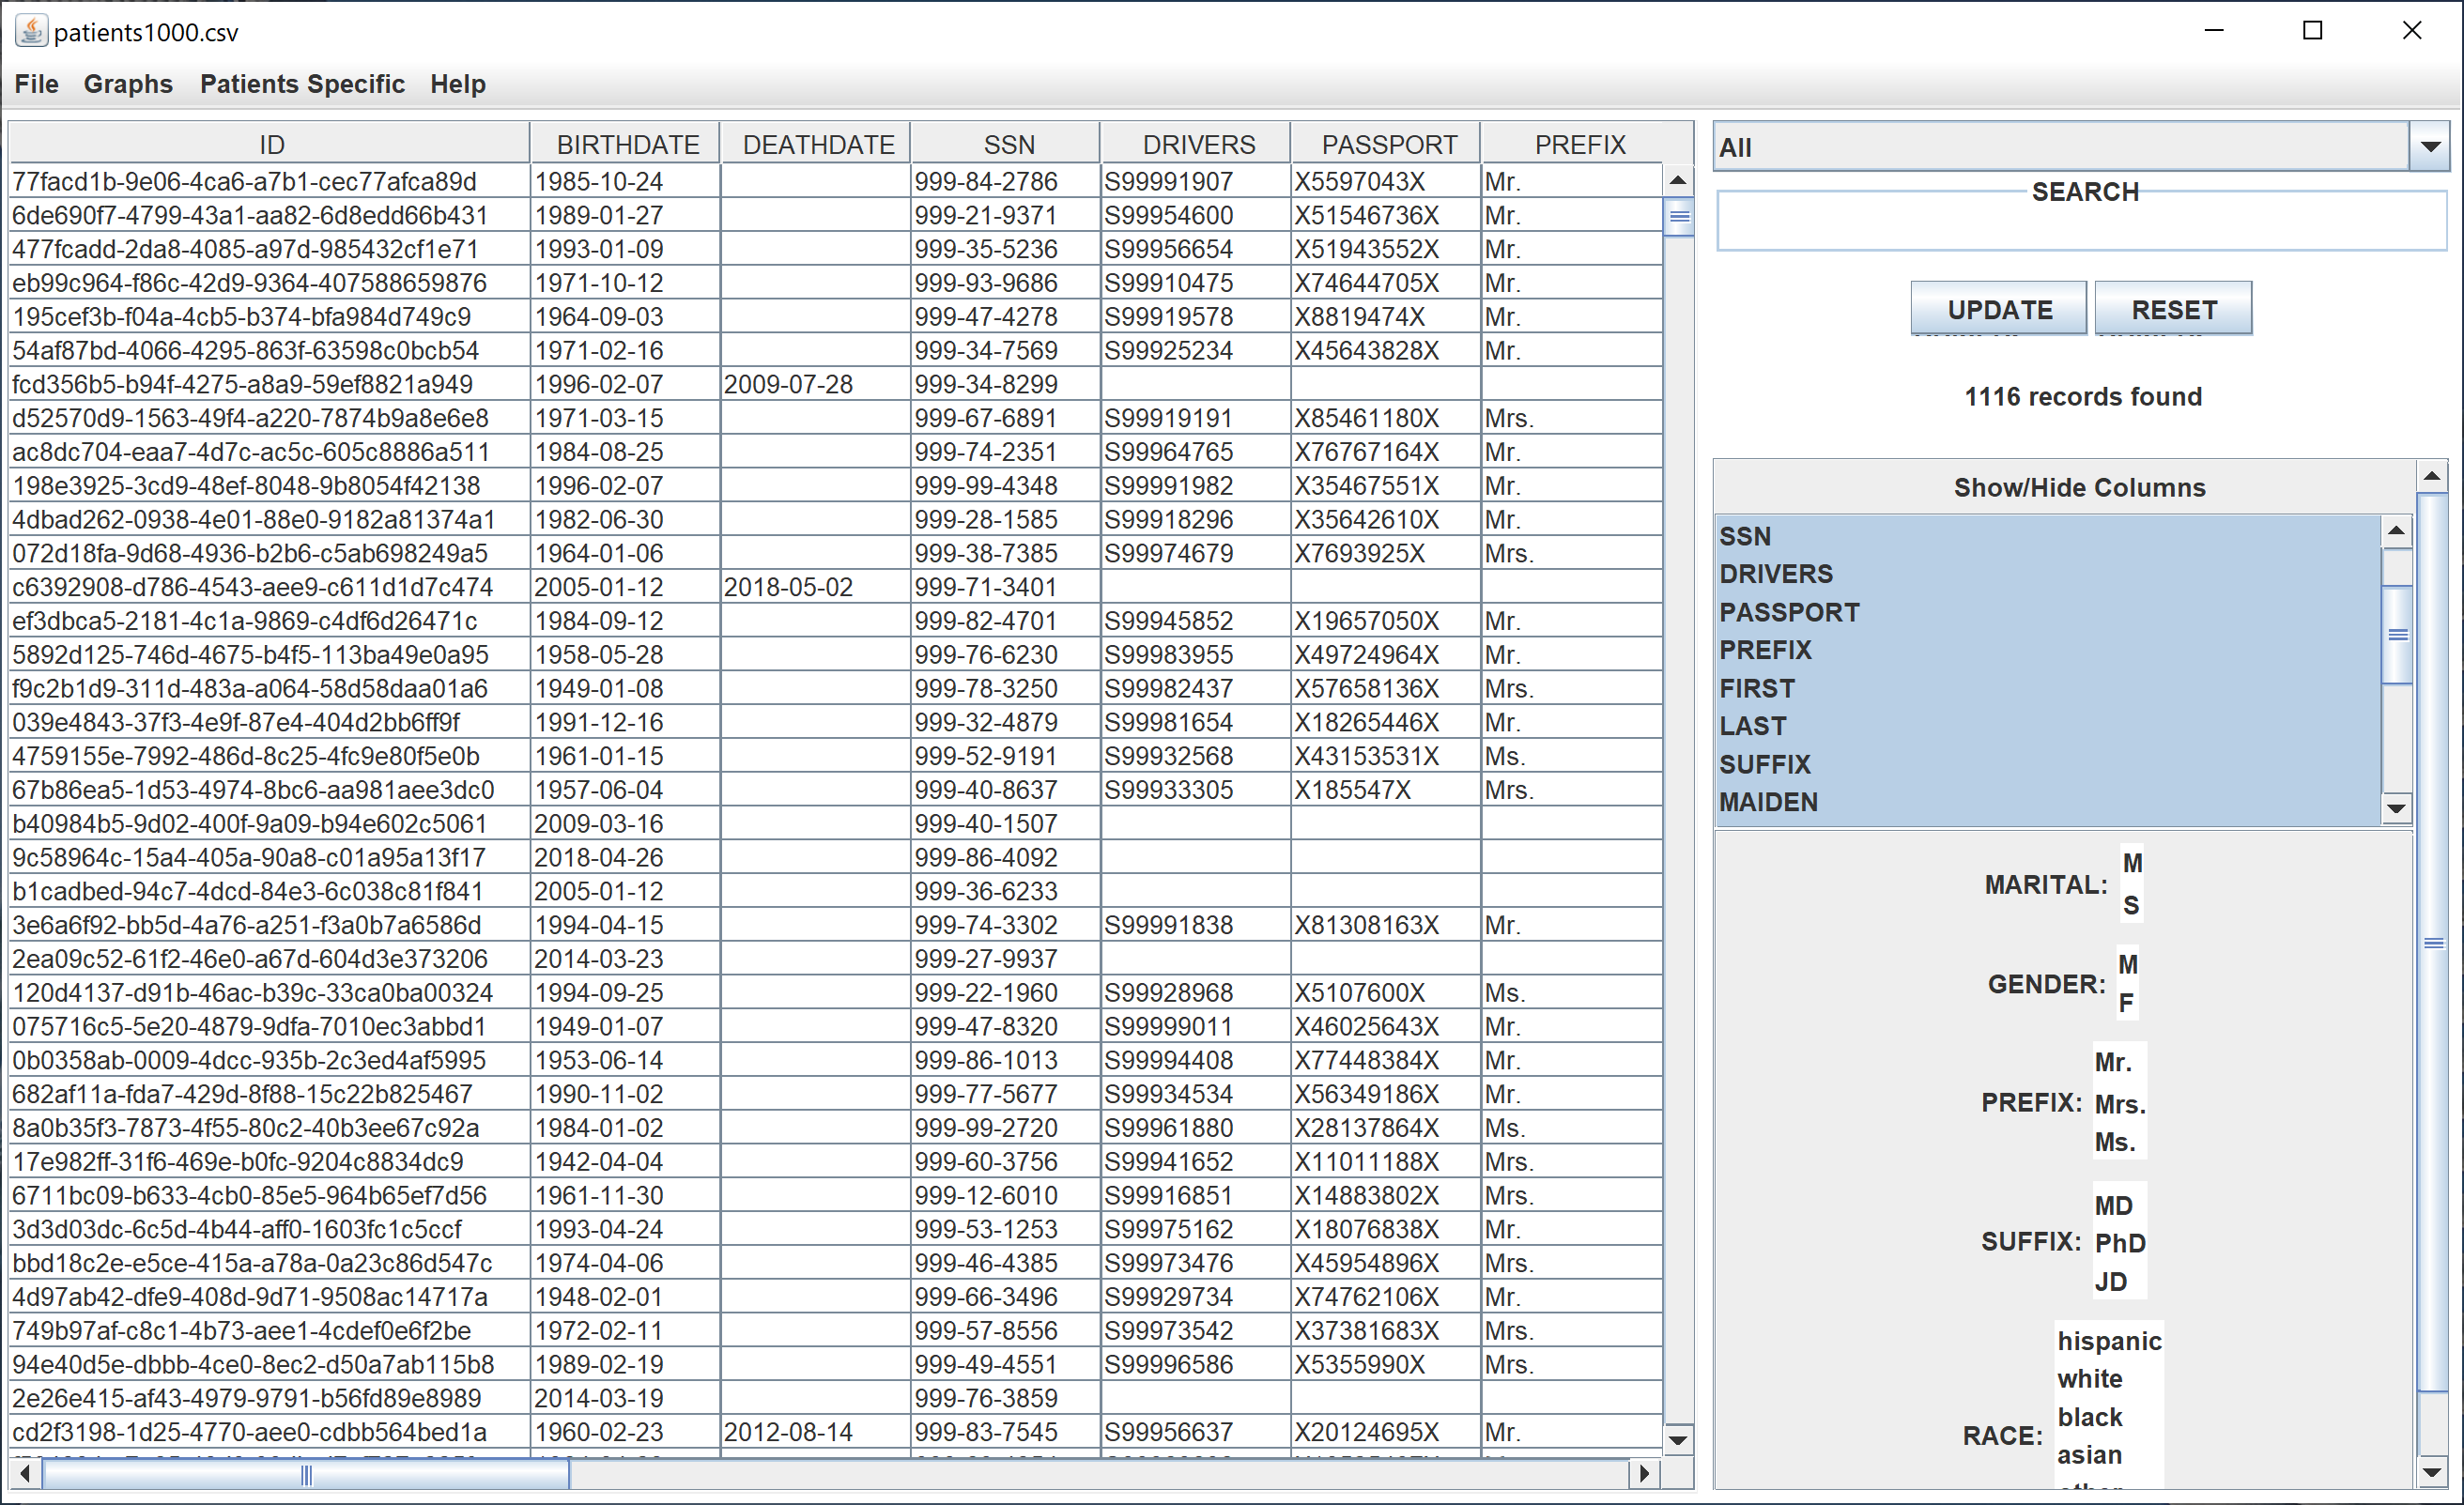 patients1000.csv
File Graphs Patients Specific Help
ID BIRTHDATE DEATHDATE SSN DRIVERS PASSPORT PREFIX
77facd1b-9e06-4ca6-a7b1-cec77afca89d 1985-10-24 999-84-2786 S99991907 X5597043X Mr.
6de690f7-4799-43a1-aa82-6d8edd66b431 1989-01-27 999-21-9371 S99954600 X51546736X Mr.
477fcadd-2da8-4085-a97d-985432cf1e71 1993-01-09 999-35-5236 S99956654 X51943552X Mr.
eb99c964-f86c-42d9-9364-407588659876 1971-10-12 999-93-9686 S99910475 X74644705X Mr.
195cef3b-f04a-4cb5-b374-bfa984d749c9 1964-09-03 999-47-4278 S99919578 X8819474X Mr.
54af87bd-4066-4295-863f-63598c0bcb54 1971-02-16 999-34-7569 S99925234 X45643828X Mr.
fcd356b5-b94f-4275-a8a9-59ef8821a949 1996-02-07 2009-07-28 999-34-8299
d52570d9-1563-49f4-a220-7874b9a8e6e8 1971-03-15 999-67-6891 S99919191 X85461180X Mrs.
ac8dc704-eaa7-4d7c-ac5c-605c8886a511 1984-08-25 999-74-2351 S99964765 X76767164X Mr.
198e3925-3cd9-48ef-8048-9b8054f42138 1996-02-07 999-99-4348 S99991982 X35467551X Mr.
4dbad262-0938-4e01-88e0-9182a81374a1 1982-06-30 999-28-1585 S99918296 X35642610X Mr.
072d18fa-9d68-4936-b2b6-c5ab698249a5 1964-01-06 999-38-7385 S99974679 X7693925X Mrs.
c6392908-d786-4543-aee9-c611d1d7c474 2005-01-12 2018-05-02 999-71-3401
ef3dbca5-2181-4c1a-9869-c4df6d26471c 1984-09-12 999-82-4701 S99945852 X19657050X Mr.
5892d125-746d-4675-b4f5-113ba49e0a95 1958-05-28 999-76-6230 S99983955 X49724964X Mr.
f9c2b1d9-311d-483a-a064-58d58daa01a6 1949-01-08 999-78-3250 S99982437 X57658136X Mrs.
039e4843-37f3-4e9f-87e4-404d2bb6ff9f 1991-12-16 999-32-4879 S99981654 X18265446X Mr.
4759155e-7992-486d-8c25-4fc9e80f5e0b 1961-01-15 999-52-9191 S99932568 X43153531X Ms.
67b86ea5-1d53-4974-8bc6-aa981aee3dc0 1957-06-04 999-40-8637 S99933305 X185547X Mrs.
b40984b5-9d02-400f-9a09-b94e602c5061 2009-03-16 999-40-1507
9c58964c-15a4-405a-90a8-c01a95a13f17 2018-04-26 999-86-4092
b1cadbed-94c7-4dcd-84e3-6c038c81f841 2005-01-12 999-36-6233
3e6a6f92-bb5d-4a76-a251-f3a0b7a6586d 1994-04-15 999-74-3302 S99991838 X81308163X Mr.
2ea09c52-61f2-46e0-a67d-604d3e373206 2014-03-23 999-27-9937
120d4137-d91b-46ac-b39c-33ca0ba00324 1994-09-25 999-22-1960 S99928968 X5107600X Ms.
075716c5-5e20-4879-9dfa-7010ec3abbd1 1949-01-07 999-47-8320 S99999011 X46025643X Mr.
0b0358ab-0009-4dcc-935b-2c3ed4af5995 1953-06-14 999-86-1013 S99994408 X77448384X Mr.
682af11a-fda7-429d-8f88-15c22b825467 1990-11-02 999-77-5677 S99934534 X56349186X Mr.
8a0b35f3-7873-4f55-80c2-40b3ee67c92a 1984-01-02 999-99-2720 S99961880 X28137864X Ms.
17e982ff-31f6-469e-b0fc-9204c8834dc9 1942-04-04 999-60-3756 S99941652 X11011188X Mrs.
6711bc09-b633-4cb0-85e5-964b65ef7d56 1961-11-30 999-12-6010 S99916851 X14883802X Mrs.
3d3d03dc-6c5d-4b44-aff0-1603fc1c5ccf 1993-04-24 999-53-1253 S99975162 X18076838X Mr.
bbd18c2e-e5ce-415a-a78a-0a23c86d547c 1974-04-06 999-46-4385 S99973476 X45954896X Mrs.
4d97ab42-dfe9-408d-9d71-9508ac14717a 1948-02-01 999-66-3496 S99929734 X74762106X Mr.
749b97af-c8c1-4b73-aee1-4cdef0e6f2be 1972-02-11 999-57-8556 S99973542 X37381683X Mrs.
94e40d5e-dbbb-4ce0-8ec2-d50a7ab115b8 1989-02-19 999-49-4551 S99996586 X5355990X Mrs.
2e26e415-af43-4979-9791-b56fd89e8989 2014-03-19 999-76-3859
cd2f3198-1d25-4770-aee0-cdbb564bed1a 1960-02-23 2012-08-14 999-83-7545 S99956637 X20124695X Mr.
All
SEARCH
UPDATE RESET
1116 records found
Show/Hide Columns
SSN
DRIVERS
PASSPORT
PREFIX
FIRST
LAST
SUFFIX
MAIDEN
MARITAL:
M
S
GENDER:
M
F
PREFIX:
Mr.
Mrs.
Ms.
SUFFIX:
MD
PhD
JD
RACE:
hispanic
white
black
asian